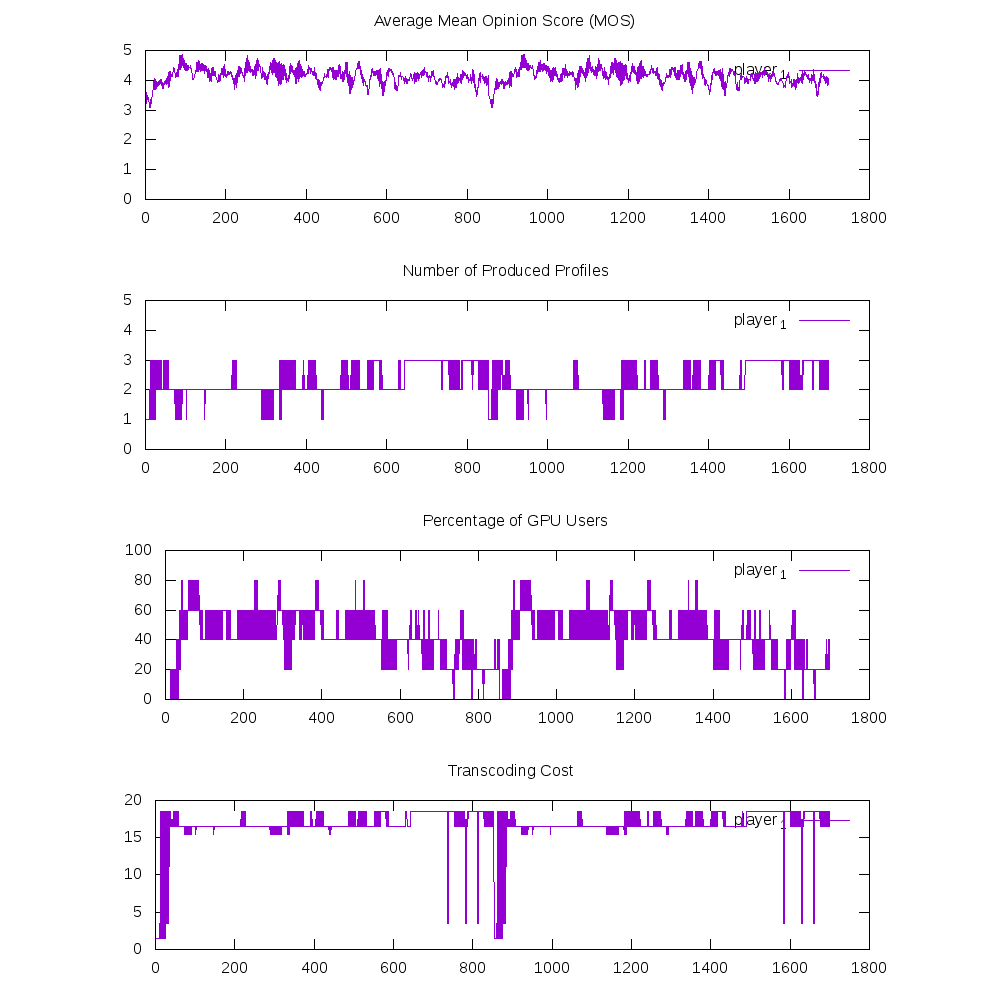 Average Mean Opinion Score (MOS)
5
4
3
2
1
0
player 1
0 200 400 600 800 1000 1200 1400 1600 1800
Number of Produced Profiles
5
4
3
2
1
0
player 1
0 200 400 600 800 1000 1200 1400 1600 1800
Percentage of GPU Users
100
80
60
40
20
0
player 1
0 200 400 600 800 1000 1200 1400 1600 1800
Transcoding Cost
20
15
10
5
0
player 1
0 200 400 600 800 1000 1200 1400 1600 1800